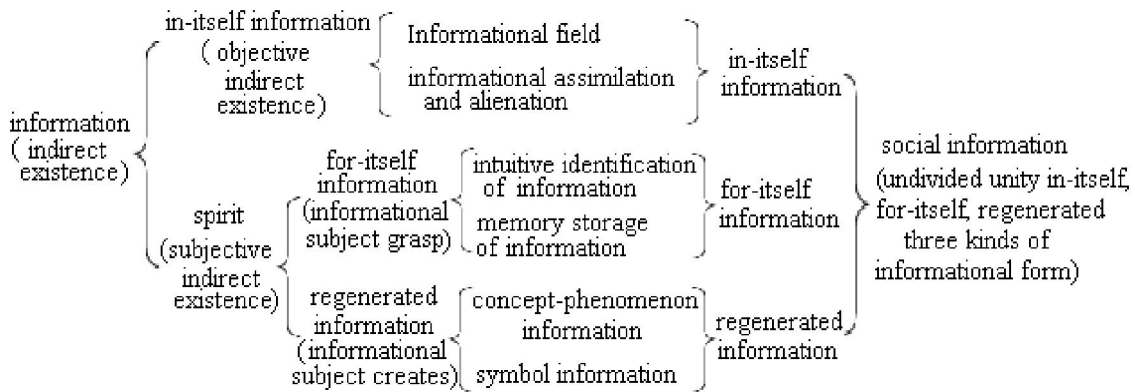 information
( indirect
existence)
in-itself information
( objective
indirect
existence)
Informational field
informational assimilation
and alienation
in-itself
information
spirit
(subjective
indirect
existence)
for-itself
information
(informational
subject grasp)
intuitive identification
of information
memory storage
of information
for-itself
information
regenerated
information
(informational
subject creates)
concept-phenomenon
information
symbol information
regenerated
information
social information
(undivided unity in-itself,
for-itself, regenerated
three kinds of
informational form)